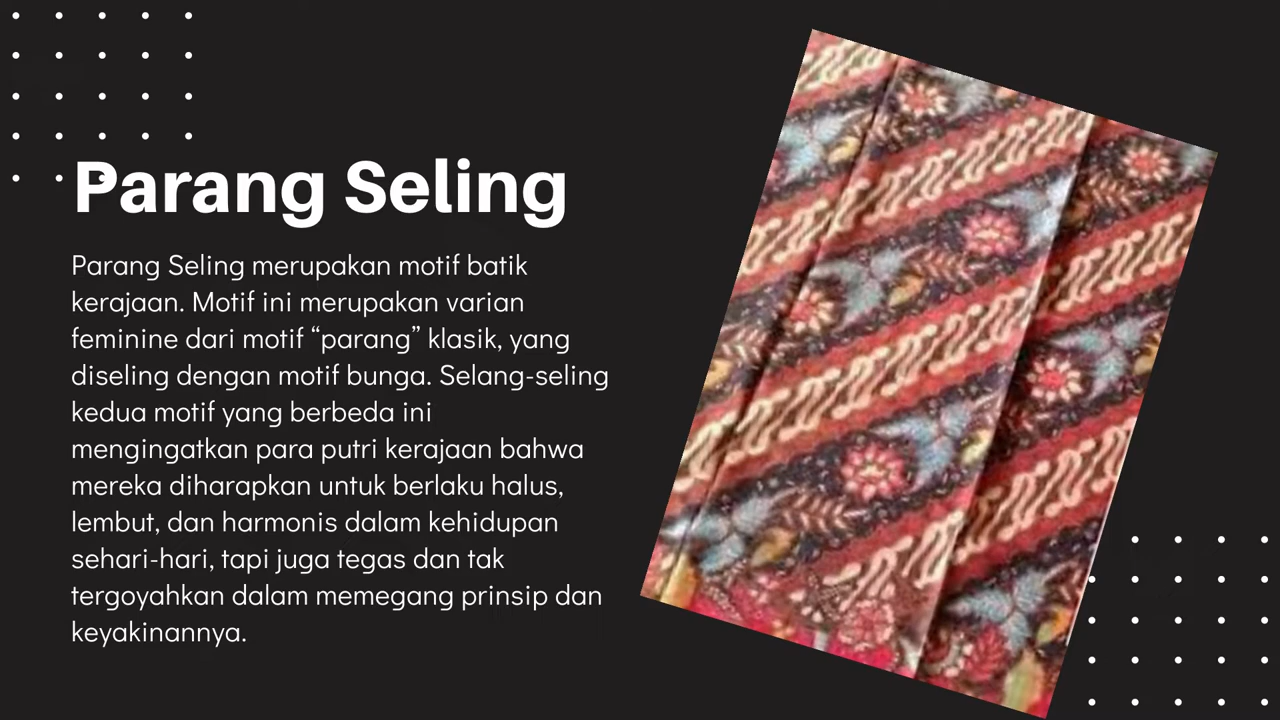 Parang Seling
Parang Seling merupakan motif batik
kerajaan. Motif ini merupakan varian
feminine dari motif “parang” klasik, yang
diseling dengan motif bunga. Selang-seling
kedua motif yang berbeda ini
mengingatkan para putri kerajaan bahwa
mereka diharapkan untuk berlaku halus,
lembut, dan harmonis dalam kehidupan
sehari-hari, tapi juga tegas dan tak
tergoyahkan dalam memegang prinsip dan
keyakinannya.